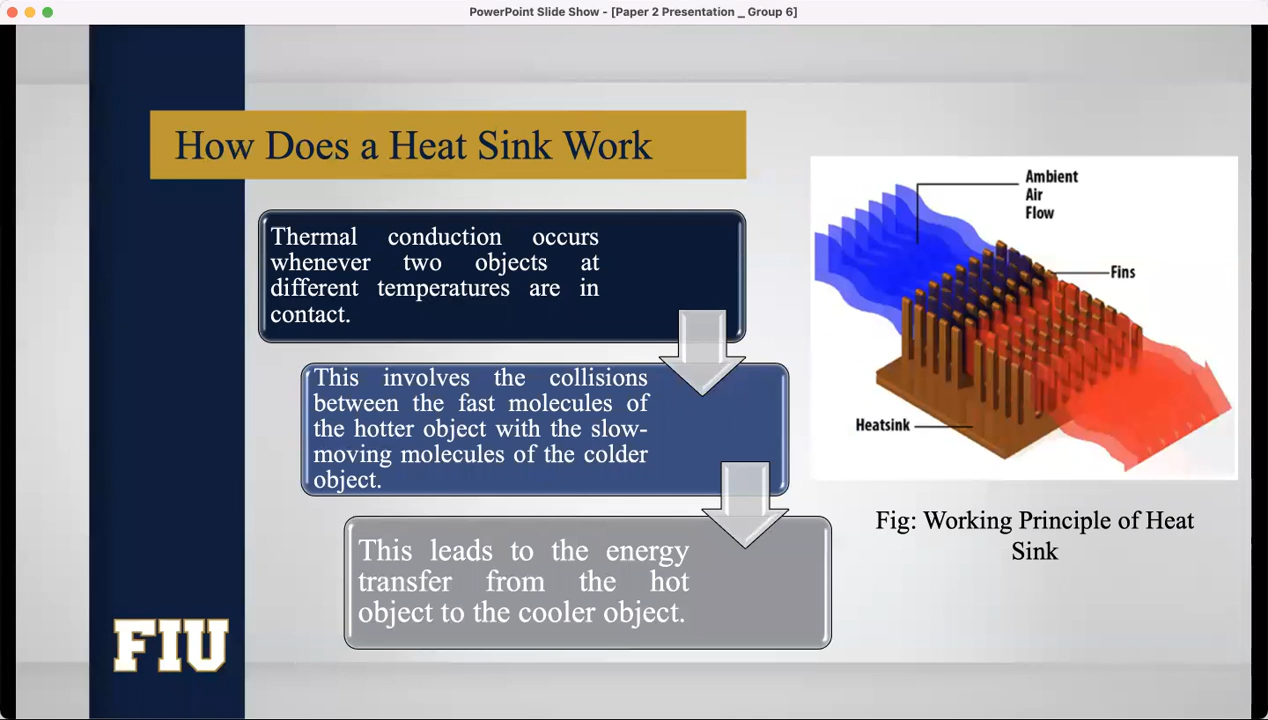 PowerPoint Slide Show - [Paper 2 Presentation _ Group 6]
How Does a Heat Sink Work
Thermal conduction occurs
whenever two objects at
different temperatures are in
contact.
This involves the collisions
between the fast molecules of
the hotter object with the slow-
moving molecules of the colder
object.
This leads to the energy
transfer from the hot
object to the cooler object.
Ambient
Air
Flow
Fins
Heatsink
Fig: Working Principle of Heat
Sink
FIU